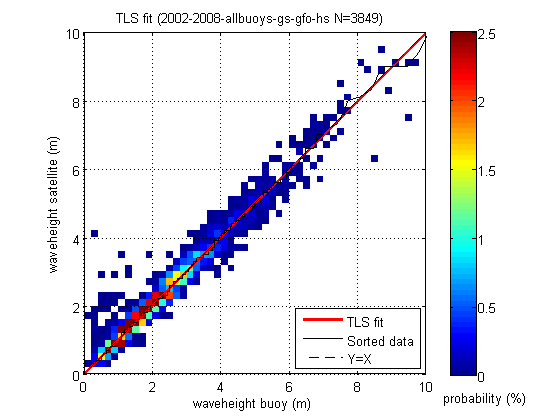 TLS fit (2002-2008-allbuoys-gs-gfo-hs N=3849)
waveheight satellite (m)
10
8
6
4
2
0
0 2 4 6 8 10
waveheight buoy (m)
TLS fit
Sorted data
Y=X
2.5
2
1.5
1
0.5
0
probability (%)